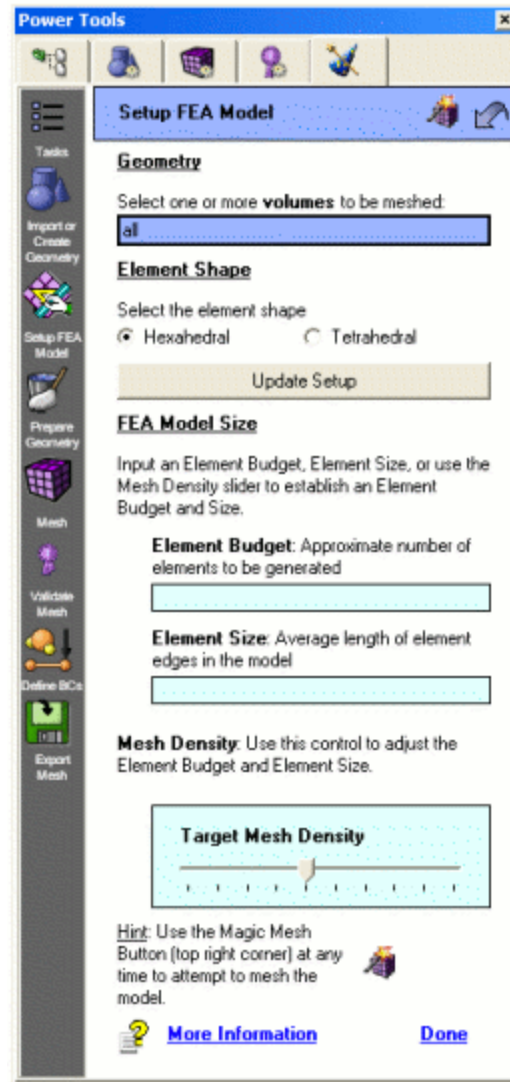 Power Tools
Setup FEA Model
Tasks
Import or
Create
Geometry
Setup FEA
Model
Prepare
Geometry
Mesh
Validate
Mesh
Define BCs
Export
Mesh
Geometry
Select one or more volumes to be meshed:
all
Element Shape
Select the element shape
Hexahedral Tetrahedral
Update Setup
FEA Model Size
Input an Element Budget, Element Size, or use the
Mesh Density slider to establish an Element
Budget and Size.
Element Budget: Approximate number of
elements to be generated
Element Size: Average length of element
edges in the model
Mesh Density: Use this control to adjust the
Element Budget and Element Size.
Target Mesh Density
Hint: Use the Magic Mesh
Button (top right corner) at any
time to attempt to mesh the
model.
More Information Done